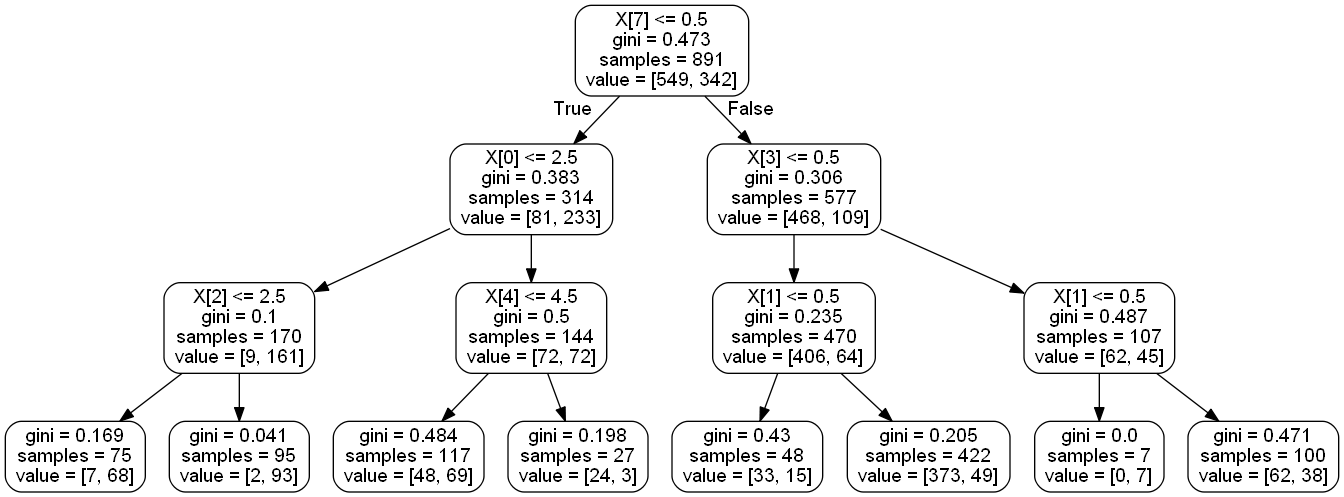 X[7] <= 0.5
gini = 0.473
samples = 891
value = [549, 342]
True
False
X[0] <= 2.5
gini = 0.383
samples = 314
value = [81, 233]
X[3] <= 0.5
gini = 0.306
samples = 577
value = [468, 109]
X[2] <= 2.5
gini = 0.1
samples = 170
value = [9, 161]
X[4] <= 4.5
gini = 0.5
samples = 144
value = [72, 72]
X[1] <= 0.5
gini = 0.235
samples = 470
value = [406, 64]
X[1] <= 0.5
gini = 0.487
samples = 107
value = [62, 45]
gini = 0.169
samples = 75
value = [7, 68]
gini = 0.041
samples = 95
value = [2, 93]
gini = 0.484
samples = 117
value = [48, 69]
gini = 0.198
samples = 27
value = [24, 3]
gini = 0.43
samples = 48
value = [33, 15]
gini = 0.205
samples = 422
value = [373, 49]
gini = 0.0
samples = 7
value = [0, 7]
gini = 0.471
samples = 100
value = [62, 38]